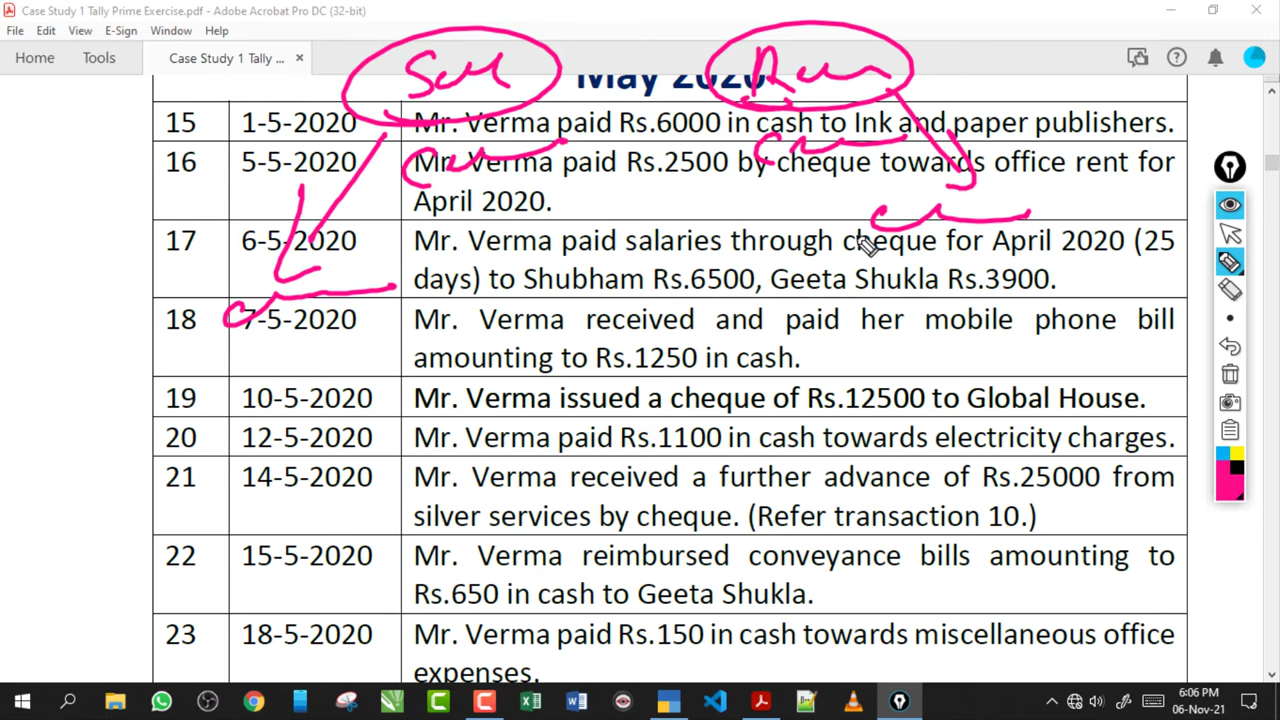 Case Study 1 Tally Prime Exercise.pdf - Adobe Acrobat Pro DC (32-bit)
File Edit View E-Sign Window Help
Home Tools Case Study 1 Tally ... ×
May 2020
15 1-5-2020 Mr. Verma paid Rs.6000 in cash to Ink and paper publishers.
16 5-5-2020 Mr. Verma paid Rs.2500 by cheque towards office rent for
April 2020.
17 6-5-2020 Mr. Verma paid salaries through cheque for April 2020 (25
days) to Shubham Rs.6500, Geeta Shukla Rs.3900.
18 7-5-2020 Mr. Verma received and paid her mobile phone bill
amounting to Rs.1250 in cash.
19 10-5-2020 Mr. Verma issued a cheque of Rs.12500 to Global House.
20 12-5-2020 Mr. Verma paid Rs.1100 in cash towards electricity charges.
21 14-5-2020 Mr. Verma received a further advance of Rs.25000 from
silver services by cheque. (Refer transaction 10.)
22 15-5-2020 Mr. Verma reimbursed conveyance bills amounting to
Rs.650 in cash to Geeta Shukla.
23 18-5-2020 Mr. Verma paid Rs.150 in cash towards miscellaneous office
expenses.
6:06 PM
06-Nov-21